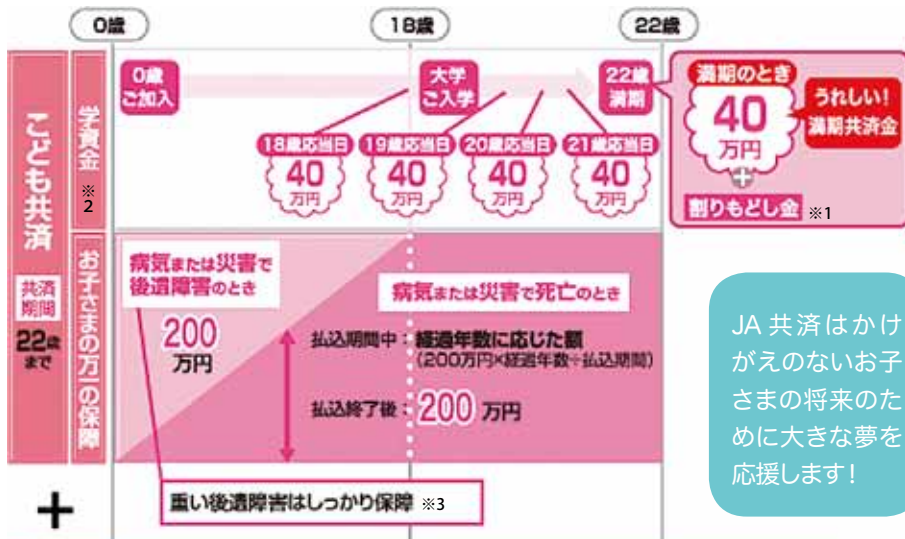 0歳
18歳
22歳
こども共済
共済
期間
22歳
まで
学資金
※
2
0歳
ご加入
大学
ご入学
22歳
満期
18歳応当日
40
万円
19歳応当日
40
万円
20歳応当日
40
万円
21歳応当日
40
万円
満期のとき
40
万円
+
割りもどし金 ※1
うれしい!
満期共済金
お子さまの万一の保障
病気または災害で
後遺障害のとき
200
万円
病気または災害で死亡のとき
払込期間中:経過年数に応じた額
(200万円×経過年数÷払込期間)
払込終了後:200万円
重い後遺障害はしっかり保障 ※3
+
JA共済はかけ
がえのないお子
さまの将来のた
めに大きな夢を
応援します!